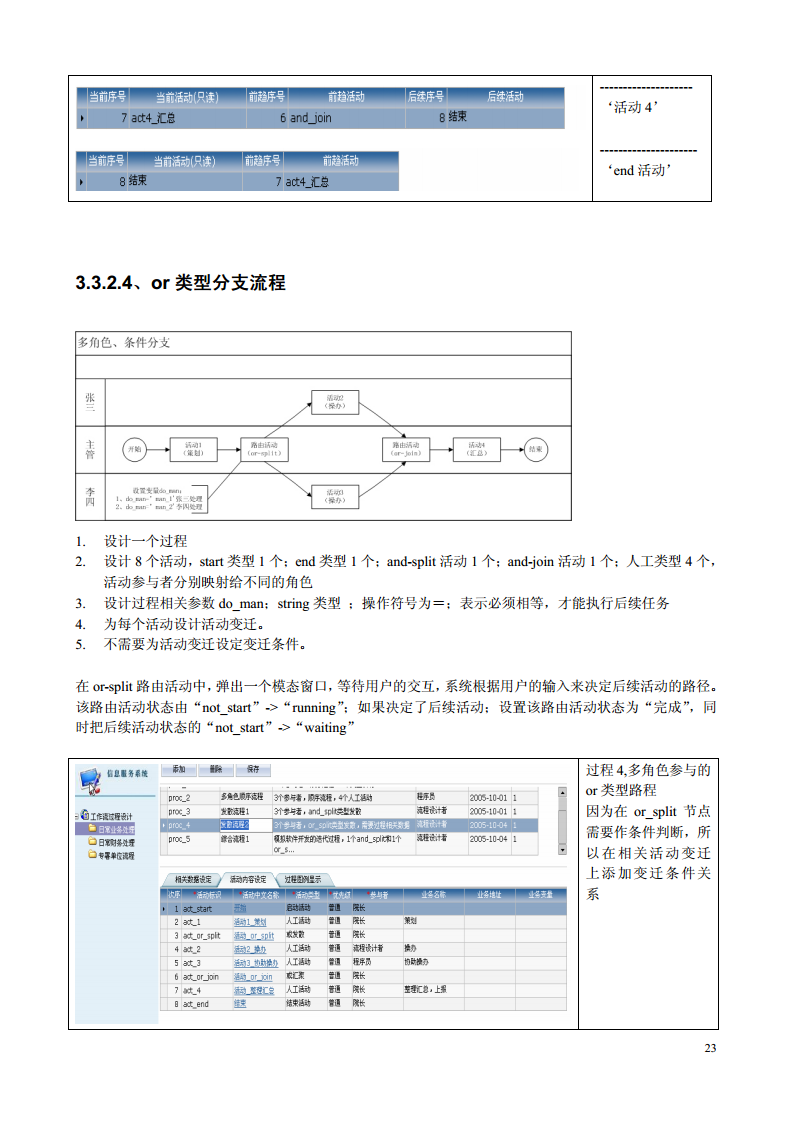 当前序号 当前活动(只读) 前趋序号 前趋活动 后续序号 后续活动
7 act4_汇总 6 and_join 8 结束
当前序号 当前活动(只读) 前趋序号 前趋活动
8 结束 7 act4_汇总
--------------------
‘活动 4’
---------------------
‘end 活动’
3.3.2.4、or 类型分支流程
多角色、条件分支
张三
活动2
（操办）
主管
开始
活动1
（策划）
路由活动
（or-split）
路由活动
（or-join）
活动4
（汇总）
结束
李四
设置变量do_man:
1、do_man=’man_1’张三处理
2、do_man=’man_2’李四处理
活动3
（操办）
1. 设计一个过程
2. 设计 8 个活动，start 类型 1 个；end 类型 1 个；and-split 活动 1 个；and-join 活动 1 个；人工类型 4 个，
活动参与者分别映射给不同的角色
3. 设计过程相关参数 do_man；string 类型 ；操作符号为＝；表示必须相等，才能执行后续任务
4. 为每个活动设计活动变迁。
5. 不需要为活动变迁设定变迁条件。
在 or-split 路由活动中，弹出一个模态窗口，等待用户的交互，系统根据用户的输入来决定后续活动的路径。
该路由活动状态由“not_start”->“running”；如果决定了后续活动；设置该路由活动状态为“完成”，同
时把后续活动状态的“not_start”->“waiting”
信息服务系统
工作流过程设计
日常业务处理
日常财务处理
专署单位流程
添加 删除 保存
proc_2 多角色顺序流程 3个参与者，顺序流程，4个人工活动 程序员 2005-10-01 1
proc_3 发散流程1 3个参与者，and_split类型发散 流程设计者 2005-10-01 1
proc_4 发散流程2 3个参与者，or_split类型发散，需要过程相关数据 流程设计者 2005-10-04 1
proc_5 综合流程1 模拟软件开发的迭代过程，1个and_split和1个or_s... 流程设计者 2005-10-04 1
相关数据设定 活动内容设定 过程图例显示
次序 *活动标识 *活动中文名称 *活动类型 *优先级 *参与者 业务名称 业务地址 业务变量
1 act_start 开始 启动活动 普通 院长
2 act_1 活动1_策划 人工活动 普通 院长 策划
3 act_or_split 活动_or_split 或发散 普通 院长
4 act_2 活动2_操办 人工活动 普通 流程设计者 操办
5 act_3 活动3_协助操办 人工活动 普通 程序员 协助操办
6 act_or_join 活动_or_join 或汇聚 普通 院长
7 act_4 活动_整理汇总 人工活动 普通 院长 整理汇总，上报
8 act_end 结束 结束活动 普通 院长
过程 4,多角色参与的
or 类型路程
因为在 or_split 节点
需要作条件判断，所
以在相关活动变迁
上添加变迁条件关
系
23